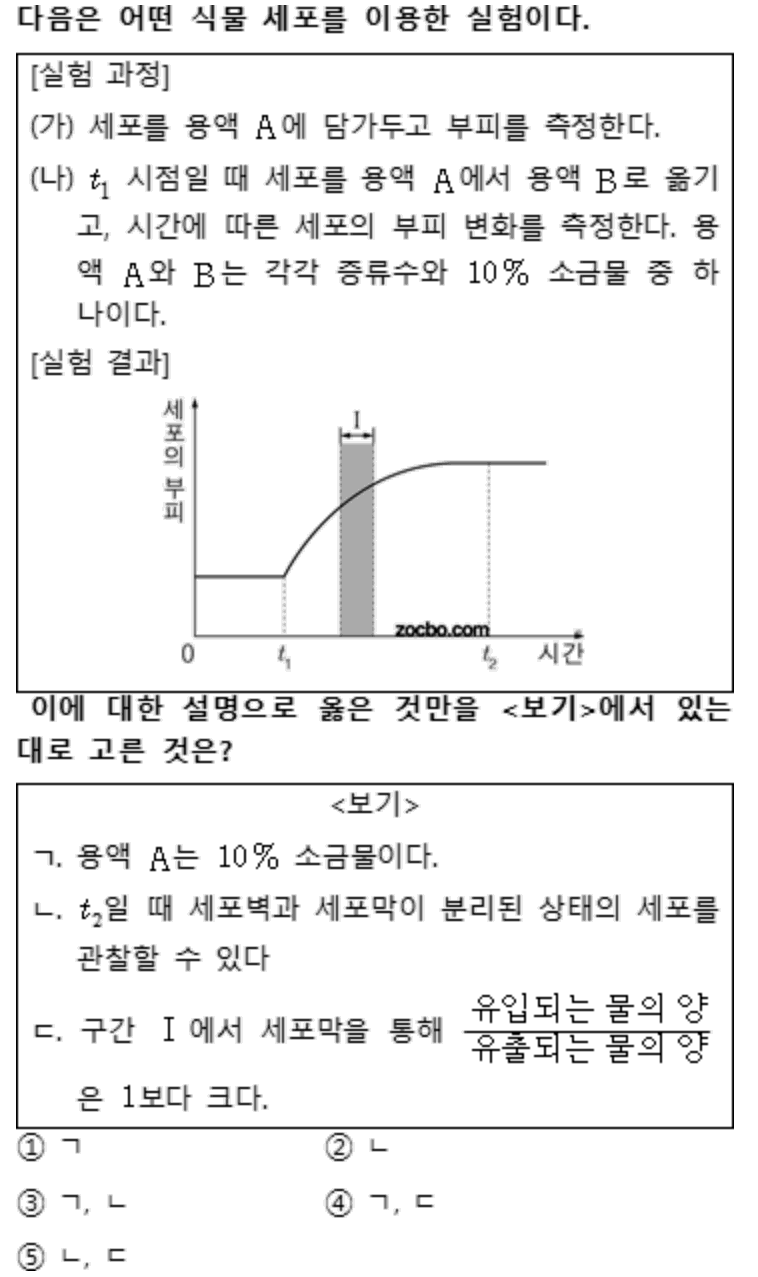 다음은 어떤 식물 세포를 이용한 실험이다.
[실험 과정]
(가) 세포를 용액 A에 담가두고 부피를 측정한다.
(나) t₁ 시점일 때 세포를 용액 A에서 용액 B로 옮기
고, 시간에 따른 세포의 부피 변화를 측정한다. 용
액 A와 B는 각각 증류수와 10% 소금물 중 하
나이다.
[실험 결과]
세포의 부피
I
zocbo.com
0 t₁ t₂ 시간
이에 대한 설명으로 옳은 것만을 <보기>에서 있는
대로 고른 것은?
<보기>
ㄱ. 용액 A는 10% 소금물이다.
ㄴ. t₂일 때 세포벽과 세포막이 분리된 상태의 세포를
관찰할 수 있다
ㄷ. 구간 I에서 세포막을 통해 유입되는 물의 양
유출되는 물의 양
은 1보다 크다.
① ㄱ ② ㄴ
③ ㄱ, ㄴ ④ ㄱ, ㄷ
⑤ ㄴ, ㄷ